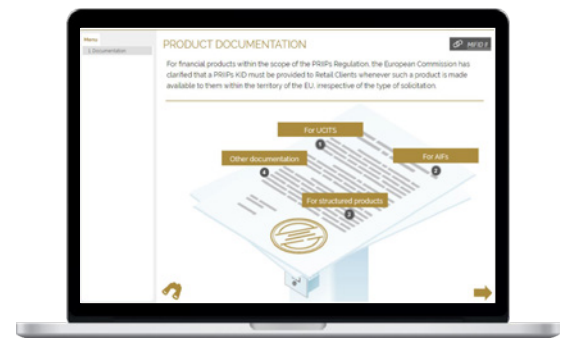 Menu
1. Documentation
PRODUCT DOCUMENTATION
MIFID II
For financial products within the scope of the PRIIPs Regulation, the European Commission has
clarified that a PRIIPs KID must be provided to Retail Clients whenever such a product is made
available to them within the territory of the EU, irrespective of the type of solicitation.
For UCITS
1
Other documentation
4
For AIFs
2
For structured products
3